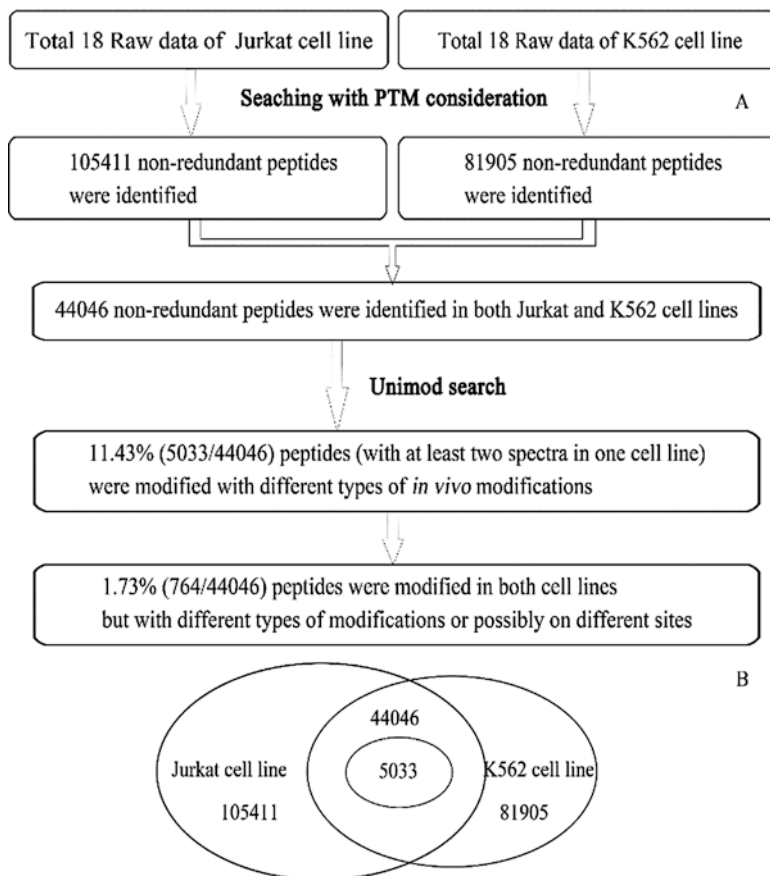 Total 18 Raw data of Jurkat cell line
Total 18 Raw data of K562 cell line
Seaching with PTM consideration
A
105411 non-redundant peptides
were identified
81905 non-redundant peptides
were identified
44046 non-redundant peptides were identified in both Jurkat and K562 cell lines
Unimod search
11.43% (5033/44046) peptides (with at least two spectra in one cell line)
were modified with different types of in vivo modifications
1.73% (764/44046) peptides were modified in both cell lines
but with different types of modifications or possibly on different sites
B
44046
Jurkat cell line
5033
K562 cell line
105411
81905